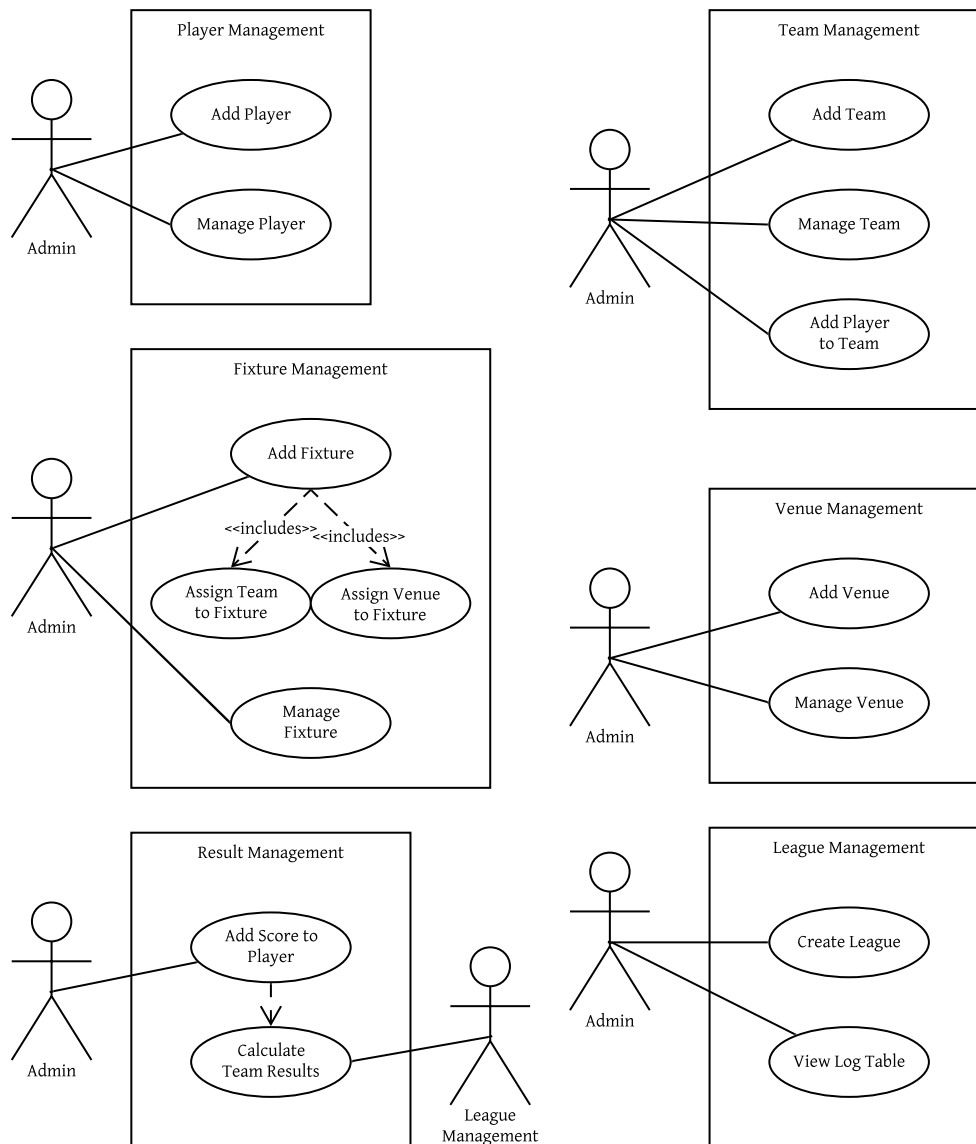 Player Management
Add Player
Manage Player
Admin
Team Management
Add Team
Manage Team
Add Player
to Team
Admin
Fixture Management
Add Fixture
<<includes>>
<<includes>>
Assign Team
to Fixture
Assign Venue
to Fixture
Manage
Fixture
Admin
Venue Management
Add Venue
Manage Venue
Admin
Result Management
Add Score to
Player
Calculate
Team Results
Admin
League
Management
League Management
Create League
View Log Table
Admin